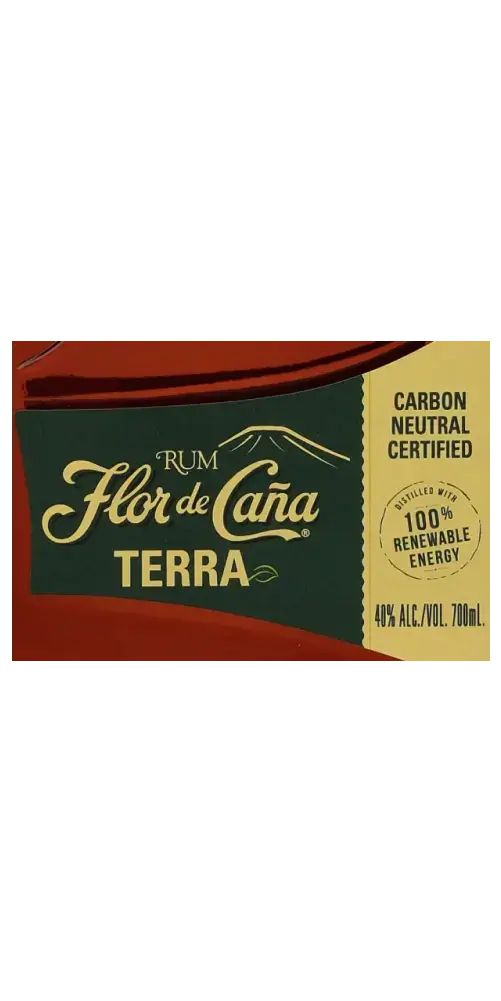 RUM
Flor de Caña®
TERRA
CARBON
NEUTRAL
CERTIFIED
DISTILLED WITH
100%
RENEWABLE
ENERGY
40% ALC./VOL. 700mL.